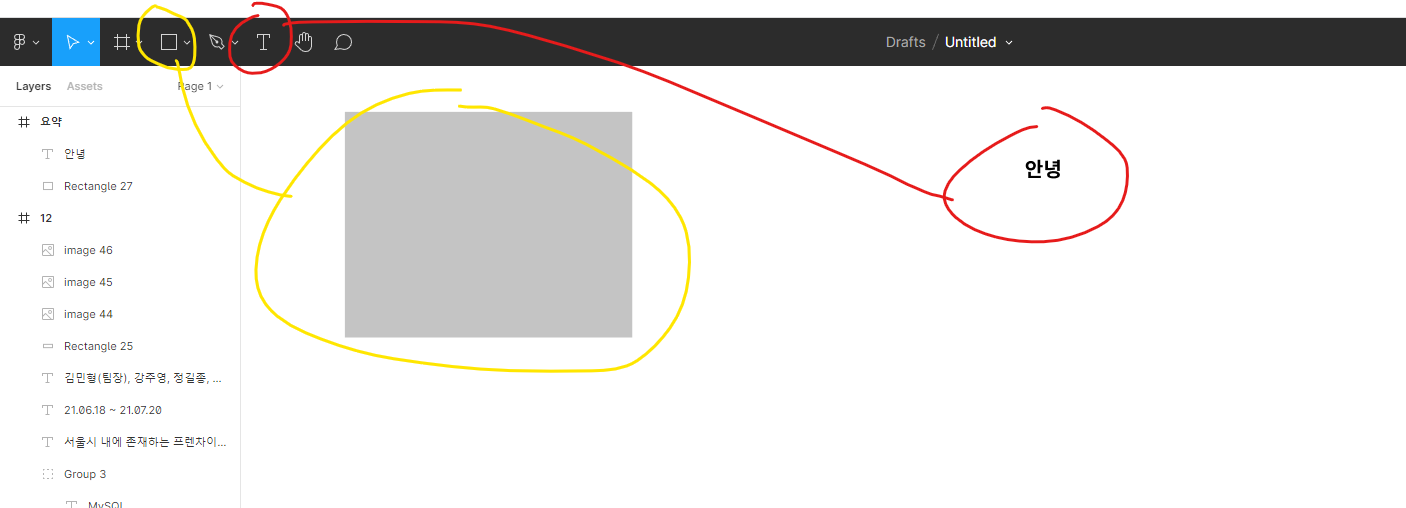 Drafts / Untitled
Layers Assets Page 1
요약
안녕
안녕
Rectangle 27
12
image 46
image 45
image 44
Rectangle 25
김민형(팀장), 강주영, 정길종, ...
21.06.18 ~ 21.07.20
서울시 내에 존재하는 프렌차이...
Group 3
MySQL